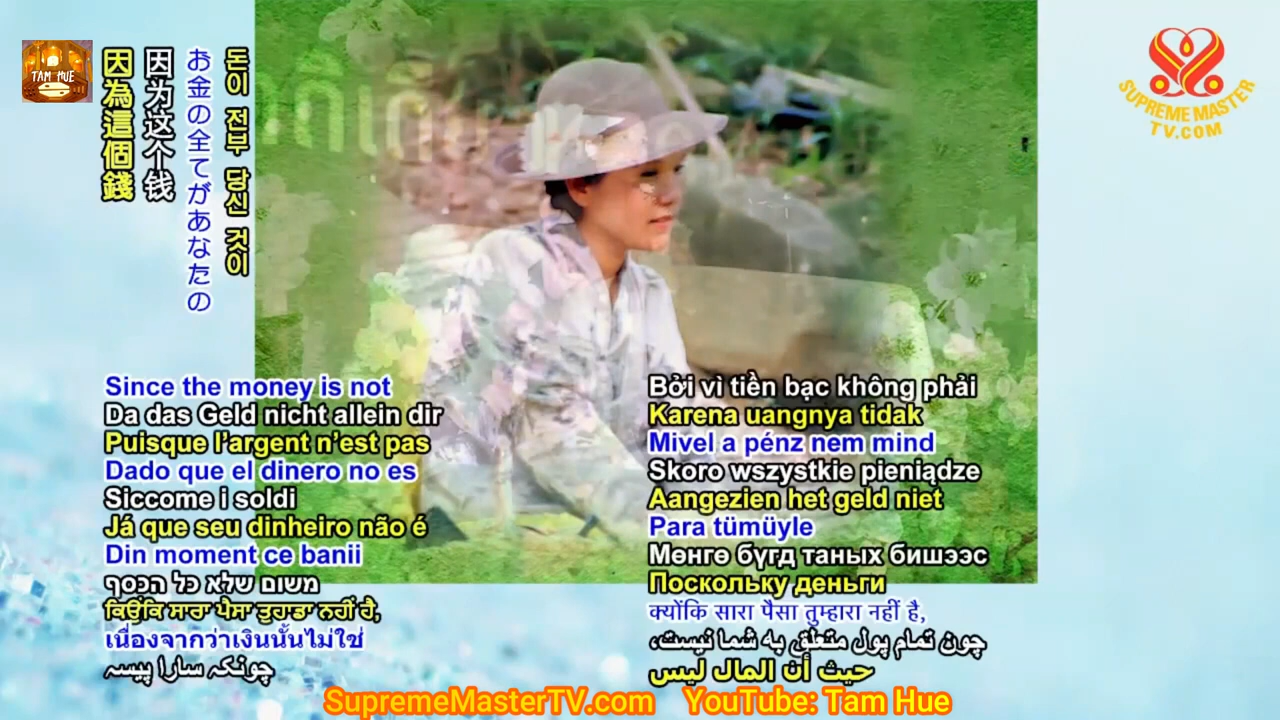 TAM HUE
因為這個錢
因为这个钱
お金の全てがあなたの
돈이 전부 당신 것이
SUPREME MASTER
TV.COM
Since the money is not
Da das Geld nicht allein dir
Puisque l’argent n’est pas
Dado que el dinero no es
Siccome i soldi
Já que seu dinheiro não é
Din moment ce banii
משום שלא כל הכסף
ਕਿਉਂਕਿ ਸਾਰਾ ਪੈਸਾ ਤੁਹਾਡਾ ਨਹੀਂ ਹੈ,
เนื่องจากว่าเงินนั้นไม่ใช่
چونکہ سارا پیسہ
Bởi vì tiền bạc không phải
Karena uangnya tidak
Mivel a pénz nem mind
Skoro wszystkie pieniądze
Aangezien het geld niet
Para tümüyle
Мөнгө бүгд таных бишээс
Поскольку деньги
क्योंकि सारा पैसा तुम्हारा नहीं है,
چون تمام پول متعلق به شما نیست،
حيث أن المال ليس
SupremeMasterTV.com YouTube: Tam Hue